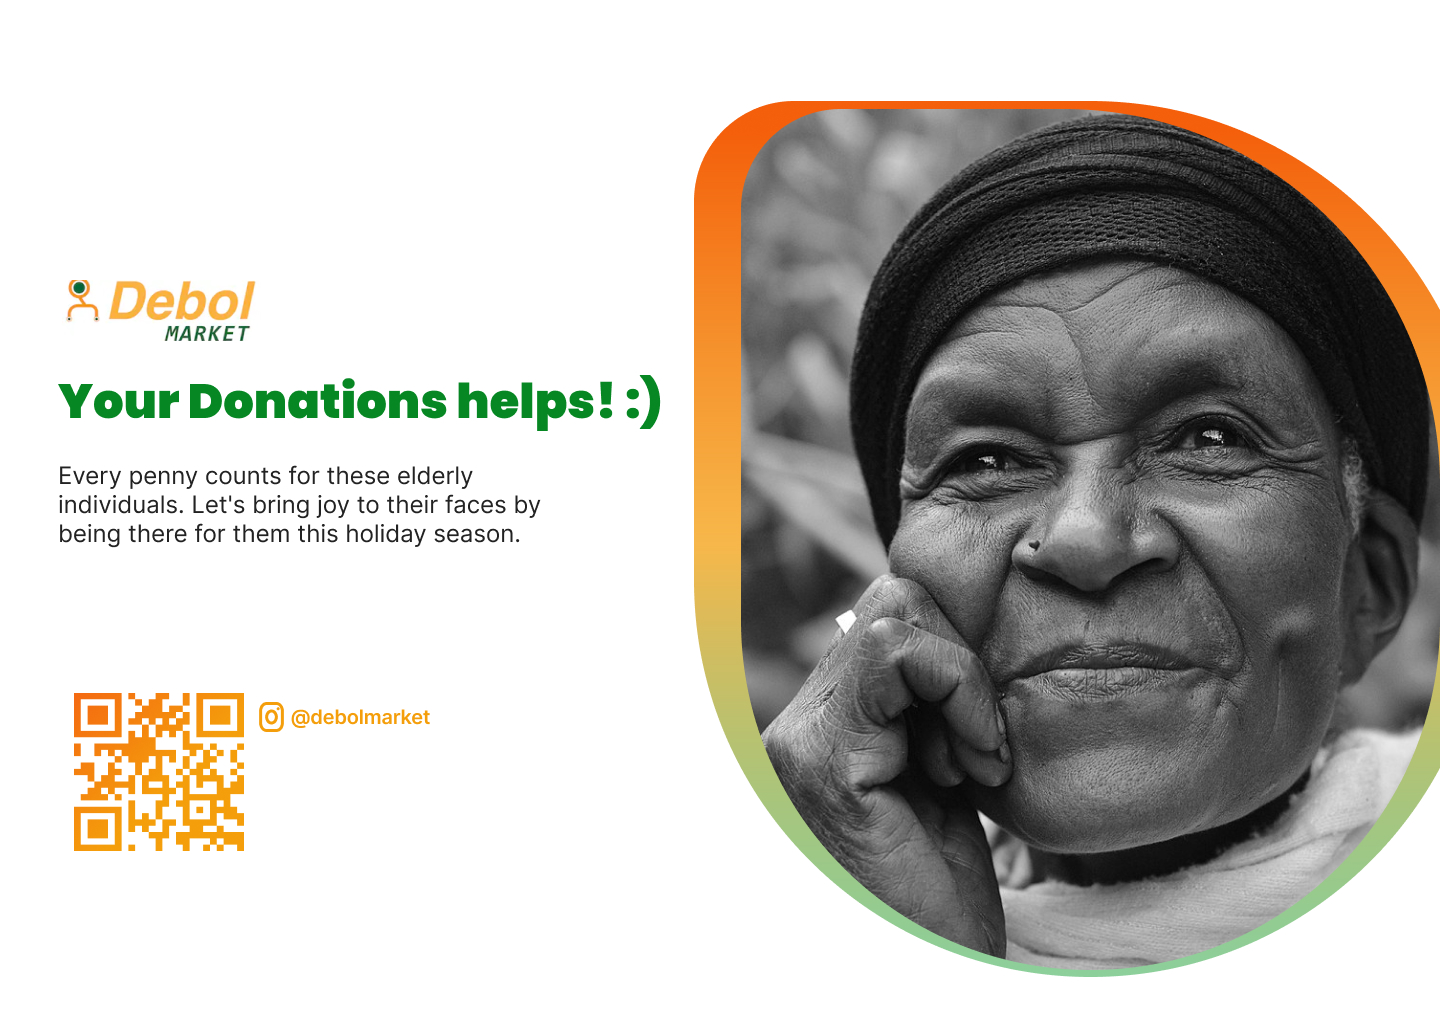 Debol
MARKET
Your Donations helps! :)
Every penny counts for these elderly
individuals. Let's bring joy to their faces by
being there for them this holiday season.
@debolmarket